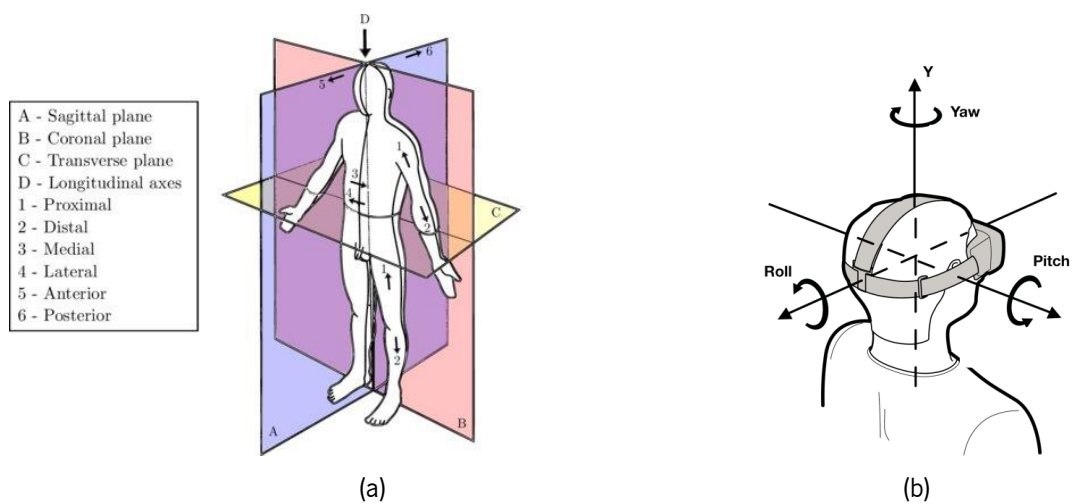 A - Sagittal plane
B - Coronal plane
C - Transverse plane
D - Longitudinal axes
1 - Proximal
2 - Distal
3 - Medial
4 - Lateral
5 - Anterior
6 - Posterior
D
6
5
1
3
4
C
2
1
2
A
B
(a)
Y
Yaw
Roll
Pitch
(b)